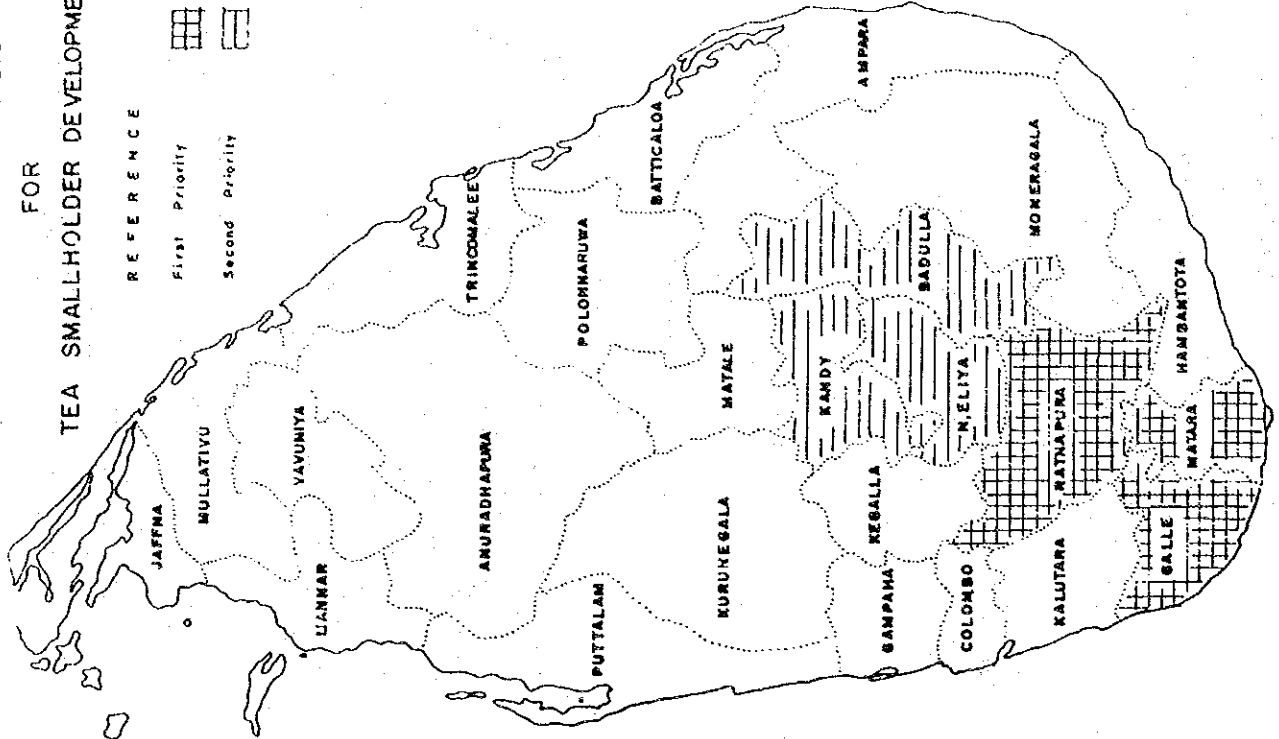 FOR
TEA SMALLHOLDER DEVELOPME
REFERENCE
First Priority
Second Priority
JAFFNA
MULLATIVU
VAVUNIYA
MANNAR
ANURADHAPURA
TRINCOMALEE
POLONNARUWA
PUTTALAM
BATTICALOA
KURUNEGALA
MATALE
AMPARA
KANDY
KEGALLA
GAMPAHA
BADULLA
COLOMBO
N,ELIYA
MONERAGALA
RATNAPURA
KALUTARA
HAMBANTOTA
MATARA
GALLE